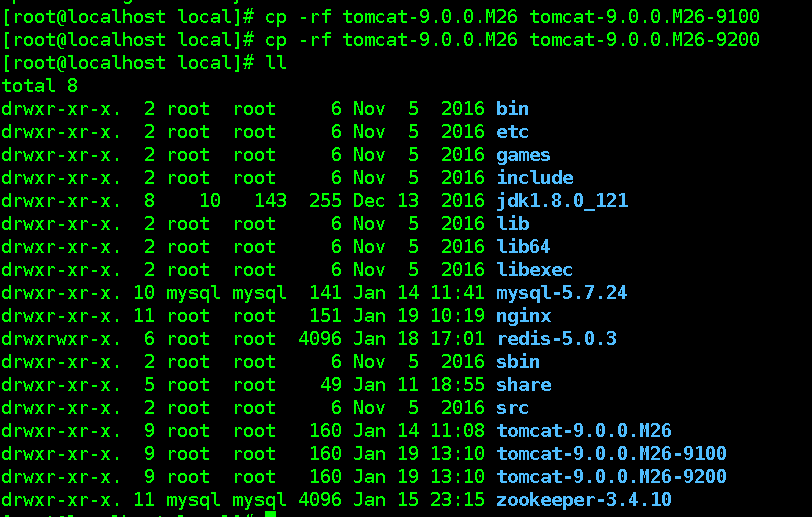 [root@localhost local]# cp -rf tomcat-9.0.0.M26 tomcat-9.0.0.M26-9100
[root@localhost local]# cp -rf tomcat-9.0.0.M26 tomcat-9.0.0.M26-9200
[root@localhost local]# ll
total 8
drwxr-xr-x.  2 root  root     6 Nov  5  2016 bin
drwxr-xr-x.  2 root  root     6 Nov  5  2016 etc
drwxr-xr-x.  2 root  root     6 Nov  5  2016 games
drwxr-xr-x.  2 root  root     6 Nov  5  2016 include
drwxr-xr-x.  8    10   143  255 Dec 13  2016 jdk1.8.0_121
drwxr-xr-x.  2 root  root     6 Nov  5  2016 lib
drwxr-xr-x.  2 root  root     6 Nov  5  2016 lib64
drwxr-xr-x.  2 root  root     6 Nov  5  2016 libexec
drwxr-xr-x. 10 mysql mysql  141 Jan 14 11:41 mysql-5.7.24
drwxr-xr-x. 11 root  root   151 Jan 19 10:19 nginx
drwxrwxr-x.  6 root  root  4096 Jan 18 17:01 redis-5.0.3
drwxr-xr-x.  2 root  root     6 Nov  5  2016 sbin
drwxr-xr-x.  5 root  root    49 Jan 11 18:55 share
drwxr-xr-x.  2 root  root     6 Nov  5  2016 src
drwxr-xr-x.  9 root  root   160 Jan 14 11:08 tomcat-9.0.0.M26
drwxr-xr-x.  9 root  root   160 Jan 19 13:10 tomcat-9.0.0.M26-9100
drwxr-xr-x.  9 root  root   160 Jan 19 13:10 tomcat-9.0.0.M26-9200
drwxr-xr-x. 11 mysql mysql 4096 Jan 15 23:15 zookeeper-3.4.10
[root@localhost local]#